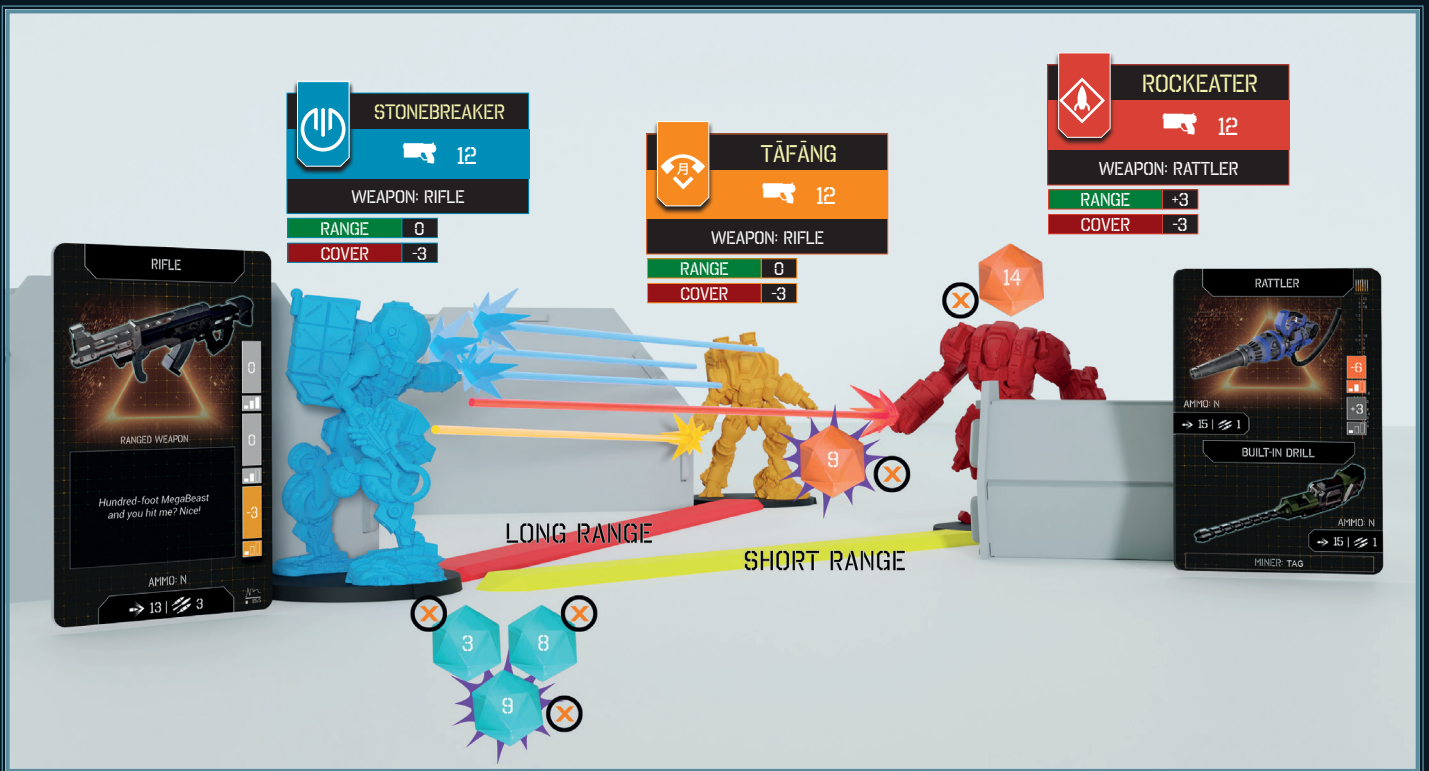 STONEBREAKER
12
WEAPON: RIFLE
RANGE 0
COVER -3
TĀFĀNG
月
12
WEAPON: RIFLE
RANGE 0
COVER -3
ROCKEATER
12
WEAPON: RATTLER
RANGE +3
COVER -3
RIFLE
0
0
-3
RANGED WEAPON
Hundred-foot MegaBeast
and you hit me? Nice!
AMMO: N
13 | 3
14
X
9
X
LONG RANGE
SHORT RANGE
X
3
8
X
9
X
RATTLER
-6
+3
AMMO: N
15 | 1
BUILT-IN DRILL
AMMO: N
15 | 1
MINER: TAG